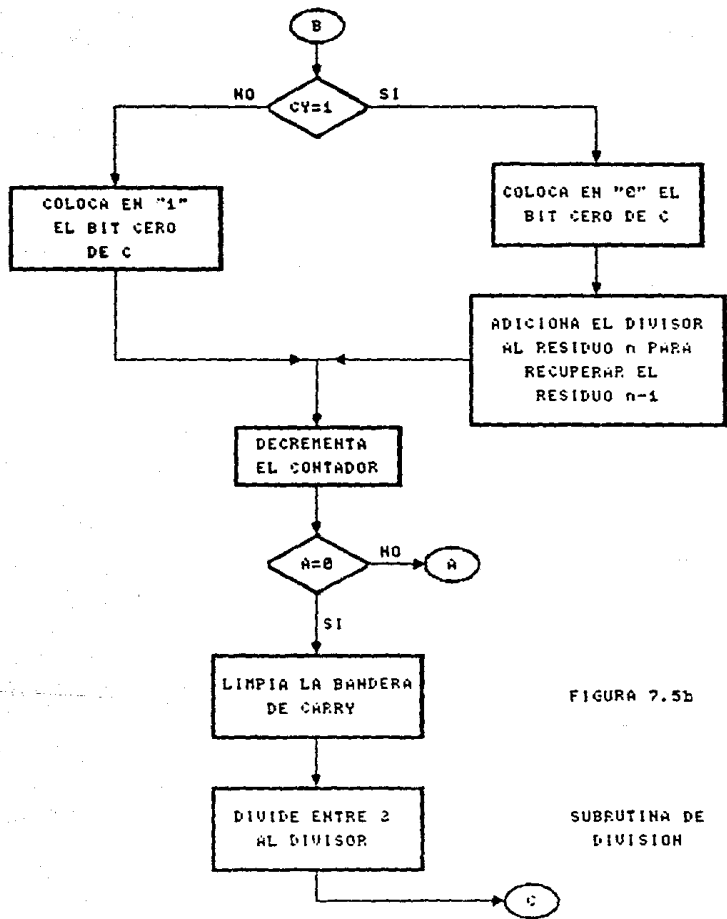 B
NO
CY=1
SI
COLOCA EN "1"
EL BIT CERO
DE C
COLOCA EN "0" EL
BIT CERO DE C
ADICIONA EL DIVISOR
AL RESIDUO n PARA
RECUPERAR EL
RESIDUO n-1
DECREMENTA
EL CONTADOR
A=0
NO
A
SI
LIMPIA LA BANDERA
DE CARRY
FIGURA 7.5b
DIVIDE ENTRE 2
AL DIVISOR
SUBRUTINA DE
DIVISION
C